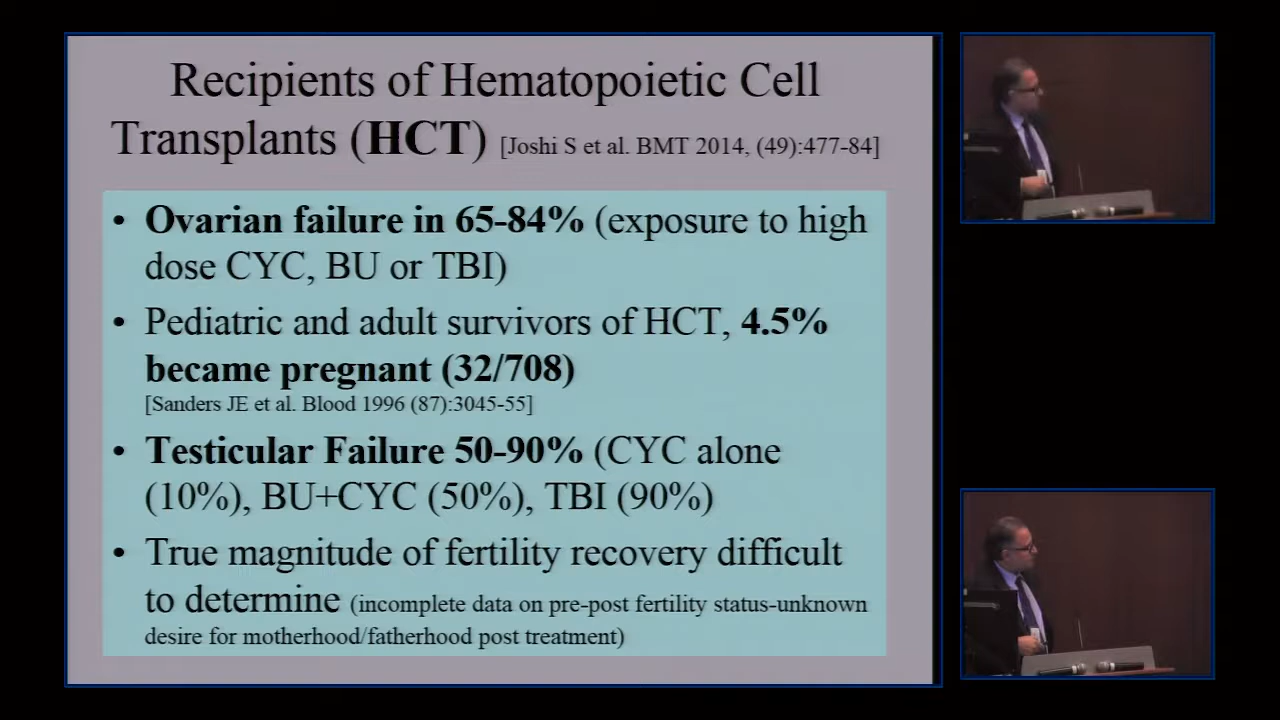 Recipients of Hematopoietic Cell
Transplants (HCT) [Joshi S et al. BMT 2014, (49):477-84]
• Ovarian failure in 65-84% (exposure to high
dose CYC, BU or TBI)
• Pediatric and adult survivors of HCT, 4.5%
became pregnant (32/708)
[Sanders JE et al. Blood 1996 (87):3045-55]
• Testicular Failure 50-90% (CYC alone
(10%), BU+CYC (50%), TBI (90%)
• True magnitude of fertility recovery difficult
to determine (incomplete data on pre-post fertility status-unknown
desire for motherhood/fatherhood post treatment)